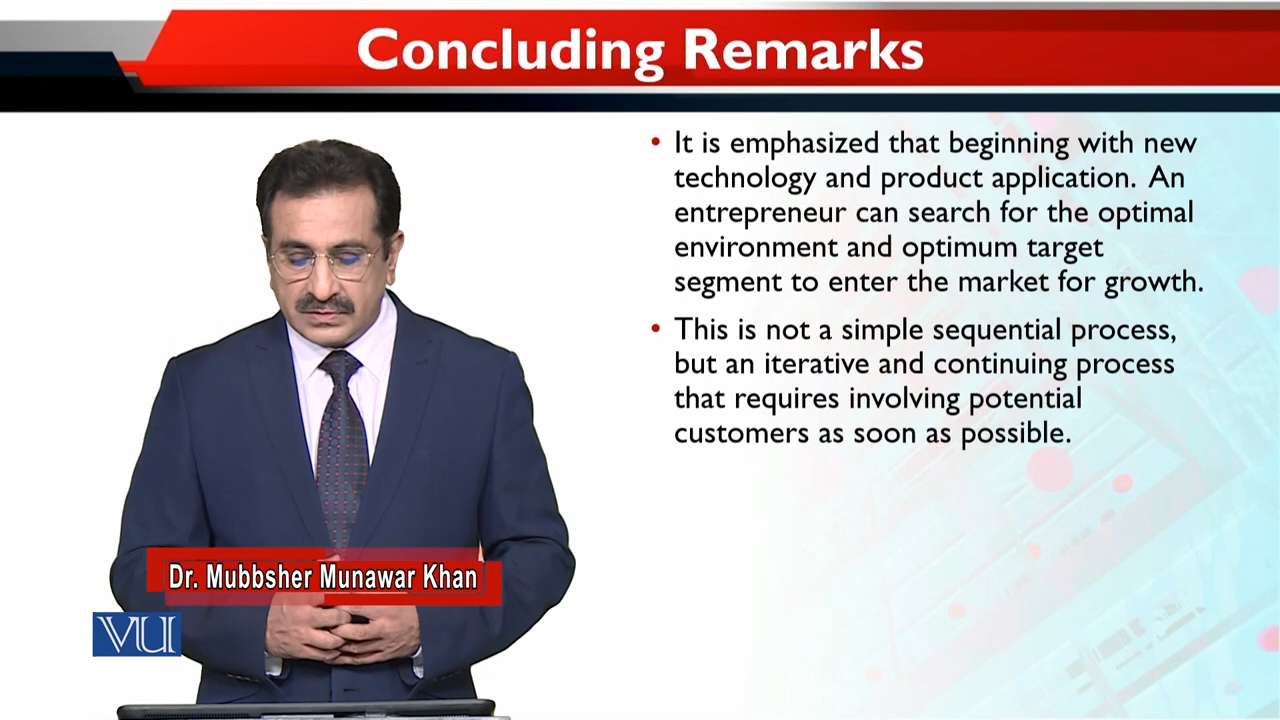 Concluding Remarks
• It is emphasized that beginning with new
technology and product application. An
entrepreneur can search for the optimal
environment and optimum target
segment to enter the market for growth.
• This is not a simple sequential process,
but an iterative and continuing process
that requires involving potential
customers as soon as possible.
Dr. Mubbsher Munawar Khan
VU